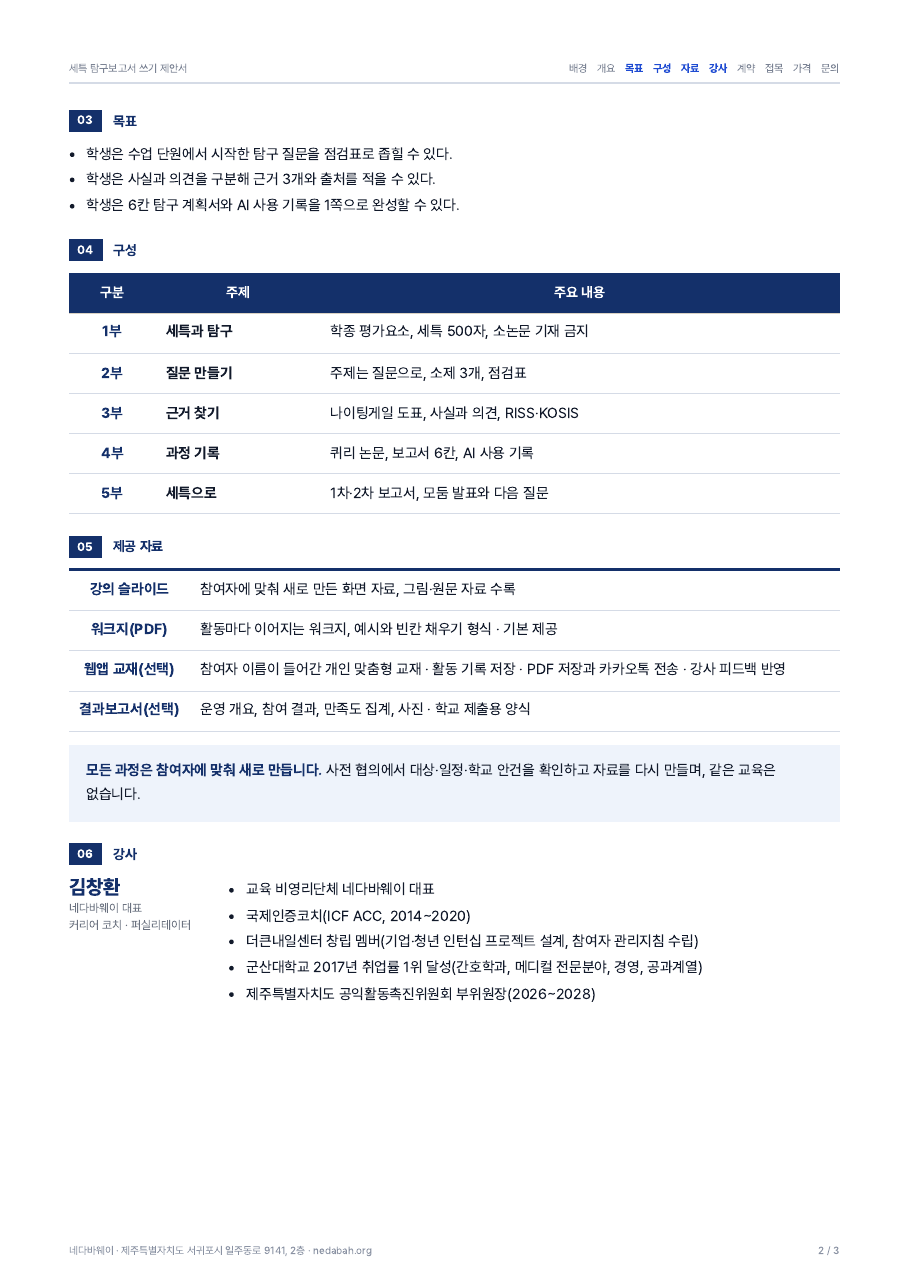 세특 탐구보고서 쓰기 제안서
배경 개요 목표 구성 자료 강사 계약 접목 가격 문의
03 목표
• 학생은 수업 단원에서 시작한 탐구 질문을 점검표로 좁힐 수 있다.
• 학생은 사실과 의견을 구분해 근거 3개와 출처를 적을 수 있다.
• 학생은 6칸 탐구 계획서와 AI 사용 기록을 1쪽으로 완성할 수 있다.
04 구성
구분 주제 주요 내용
1부 세특과 탐구 학종 평가요소, 세특 500자, 소논문 기재 금지
2부 질문 만들기 주제는 질문으로, 소제 3개, 점검표
3부 근거 찾기 나이팅게일 도표, 사실과 의견, RISS·KOSIS
4부 과정 기록 퀴리 논문, 보고서 6칸, AI 사용 기록
5부 세특으로 1차·2차 보고서, 모둠 발표와 다음 질문
05 제공 자료
강의 슬라이드 참여자에 맞춰 새로 만든 화면 자료, 그림·원문 자료 수록
워크지(PDF) 활동마다 이어지는 워크지, 예시와 빈칸 채우기 형식 · 기본 제공
웹앱 교재(선택) 참여자 이름이 들어간 개인 맞춤형 교재 · 활동 기록 저장 · PDF 저장과 카카오톡 전송 · 강사 피드백 반영
결과보고서(선택) 운영 개요, 참여 결과, 만족도 집계, 사진 · 학교 제출용 양식
모든 과정은 참여자에 맞춰 새로 만듭니다. 사전 협의에서 대상·일정·학교 안건을 확인하고 자료를 다시 만들며, 같은 교육은
없습니다.
06 강사
김창환
네다바웨이 대표
커리어 코치 · 퍼실리테이터
• 교육 비영리단체 네다바웨이 대표
• 국제인증코치(ICF ACC, 2014~2020)
• 더큰내일센터 창립 멤버(기업·청년 인턴십 프로젝트 설계, 참여자 관리지침 수립)
• 군산대학교 2017년 취업률 1위 달성(간호학과, 메디컬 전문분야, 경영, 공과계열)
• 제주특별자치도 공익활동촉진위원회 부위원장(2026~2028)
네다바웨이 · 제주특별자치도 서귀포시 일주동로 9141, 2층 · nedabah.org
2 / 3